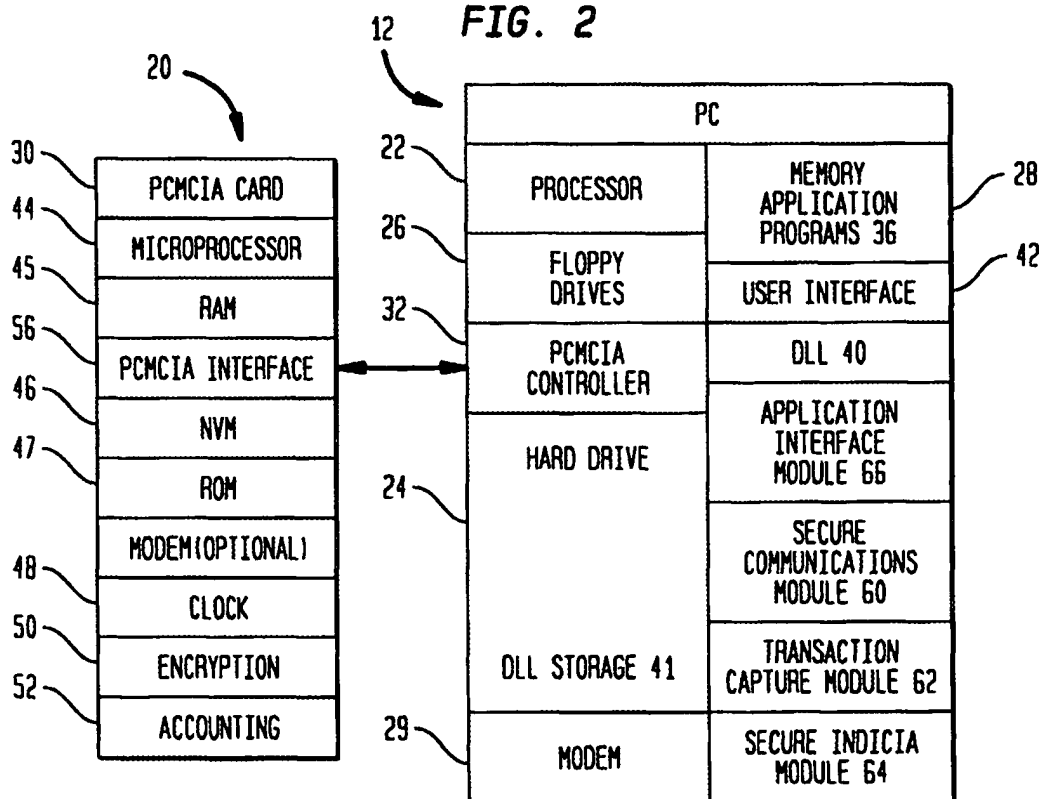 FIG. 2
20
30
PCMCIA CARD
44
MICROPROCESSOR
45
RAM
56
PCMCIA INTERFACE
46
NVM
47
ROM
MODEM(OPTIONAL)
48
CLOCK
50
ENCRYPTION
52
ACCOUNTING
12
PC
22
PROCESSOR
26
FLOPPY
DRIVES
32
PCMCIA
CONTROLLER
24
HARD DRIVE
DLL STORAGE 41
29
MODEM
MEMORY
APPLICATION
PROGRAMS 36
28
USER INTERFACE
42
DLL 40
APPLICATION
INTERFACE
MODULE 66
SECURE
COMMUNICATIONS
MODULE 60
TRANSACTION
CAPTURE MODULE 62
SECURE INDICIA
MODULE 64